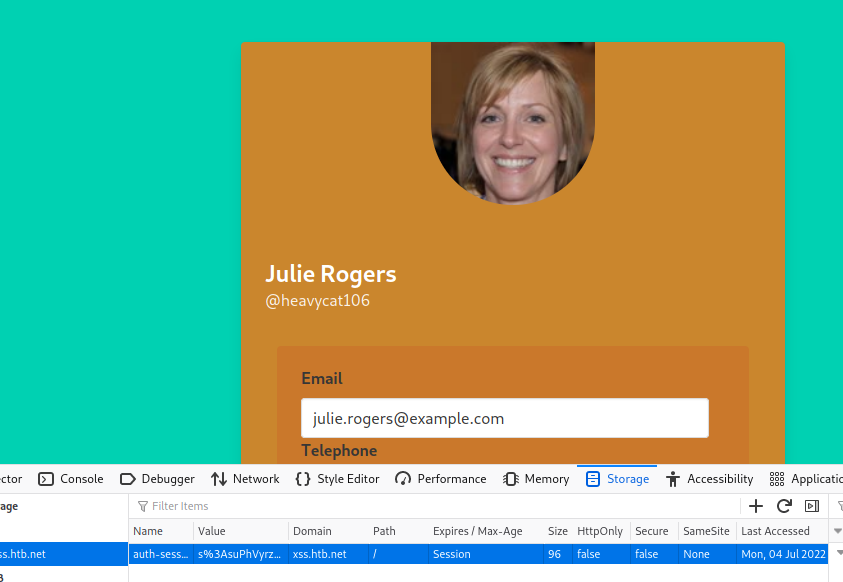 Julie Rogers
@heavycat106
Email
julie.rogers@example.com
Telephone
ctor Console Debugger Network Style Editor Performance Memory Storage Accessibility Applicatio
age Filter Items
Name Value Domain Path Expires / Max-Age Size HttpOnly Secure SameSite Last Accessed
ss.htb.net auth-sess... s%3AsuPhVyrz... xss.htb.net / Session 96 false false None Mon, 04 Jul 2022